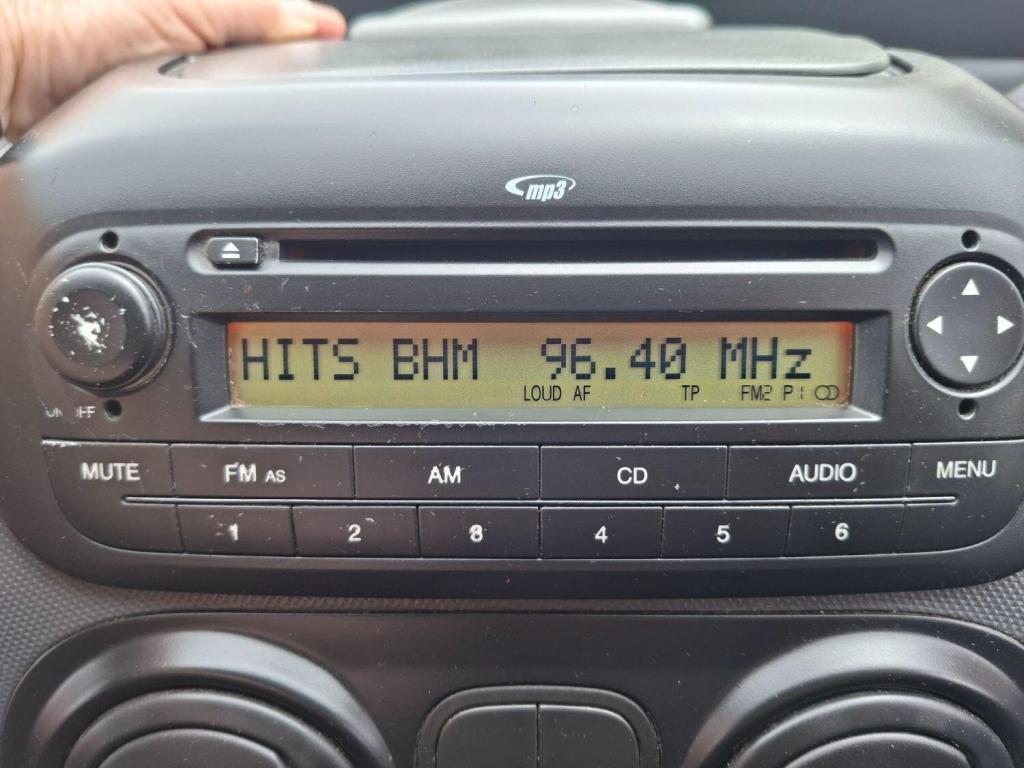 mp3
HITS BHM 96.40 MHz
LOUD AF TP FM2 P1
MUTE FM AS AM CD AUDIO MENU
1 2 3 4 5 6